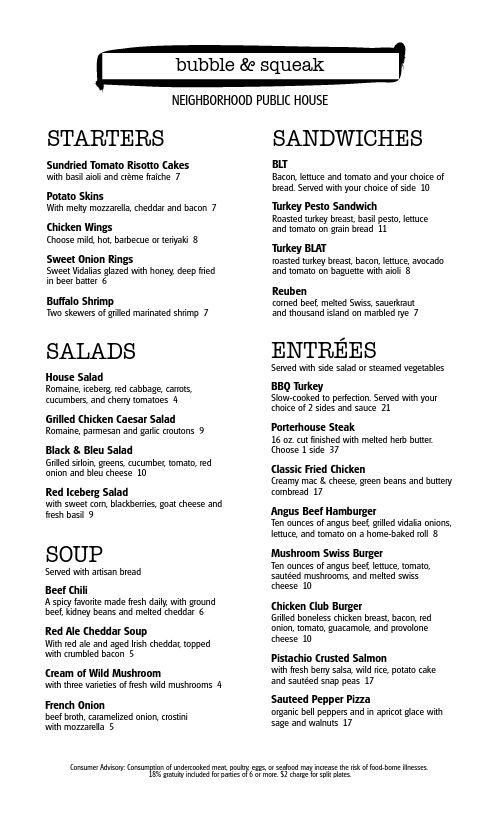 bubble & squeak
NEIGHBORHOOD PUBLIC HOUSE
STARTERS
Sundried Tomato Risotto Cakes
with basil aioli and crème fraîche 7
Potato Skins
With melty mozzarella, cheddar and bacon 7
Chicken Wings
Choose mild, hot, barbecue or teriyaki 8
Sweet Onion Rings
Sweet Vidalias glazed with honey, deep fried
in beer batter 6
Buffalo Shrimp
Two skewers of grilled marinated shrimp 7
SALADS
House Salad
Romaine, iceberg, red cabbage, carrots,
cucumbers, and cherry tomatoes 4
Grilled Chicken Caesar Salad
Romaine, parmesan and garlic croutons 9
Black & Bleu Salad
Grilled sirloin, greens, cucumber, tomato, red
onion and bleu cheese 10
Red Iceberg Salad
with sweet corn, blackberries, goat cheese and
fresh basil 9
SOUP
Served with artisan bread
Beef Chili
A spicy favorite made fresh daily, with ground
beef, kidney beans and melted cheddar 6
Red Ale Cheddar Soup
With red ale and aged Irish cheddar, topped
with crumbled bacon 5
Cream of Wild Mushroom
with three varieties of fresh wild mushrooms 4
French Onion
beef broth, caramelized onion, crostini
with mozzarella 5
SANDWICHES
BLT
Bacon, lettuce and tomato and your choice of
bread. Served with your choice of side 10
Turkey Pesto Sandwich
Roasted turkey breast, basil pesto, lettuce
and tomato on grain bread 11
Turkey BLAT
roasted turkey breast, bacon, lettuce, avocado
and tomato on baguette with aioli 8
Reuben
corned beef, melted Swiss, sauerkraut
and thousand island on marbled rye 7
ENTRÉES
Served with side salad or steamed vegetables
BBQ Turkey
Slow-cooked to perfection. Served with your
choice of 2 sides and sauce 21
Porterhouse Steak
16 oz. cut finished with melted herb butter.
Choose 1 side 37
Classic Fried Chicken
Creamy mac & cheese, green beans and buttery
cornbread 17
Angus Beef Hamburger
Ten ounces of angus beef, grilled vidalia onions,
lettuce, and tomato on a home-baked roll 8
Mushroom Swiss Burger
Ten ounces of angus beef, lettuce, tomato,
sautéed mushrooms, and melted swiss
cheese 10
Chicken Club Burger
Grilled boneless chicken breast, bacon, red
onion, tomato, guacamole, and provolone
cheese 10
Pistachio Crusted Salmon
with fresh berry salsa, wild rice, potato cake
and sautéed snap peas 17
Sauteed Pepper Pizza
organic bell peppers and in apricot glace with
sage and walnuts 17
Consumer Advisory: Consumption of undercooked meat, poultry, eggs, or seafood may increase the risk of food-borne illnesses.
18% gratuity included for parties of 6 or more. $2 charge for split plates.